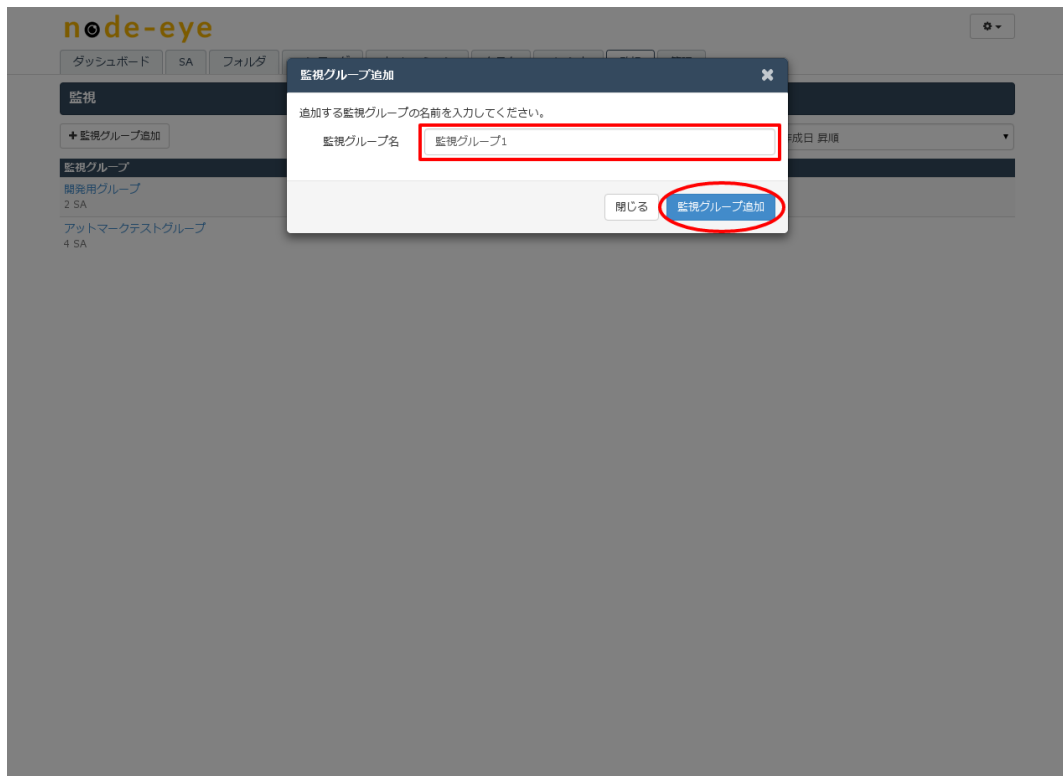 node-eye
ダッシュボード SA フォルダ
監視グループ追加
監視
追加する監視グループの名前を入力してください。
監視グループ名 監視グループ1
+監視グループ追加
成日 昇順
監視グループ
開発用グループ
2 SA
閉じる 監視グループ追加
アットマークテストグループ
4 SA